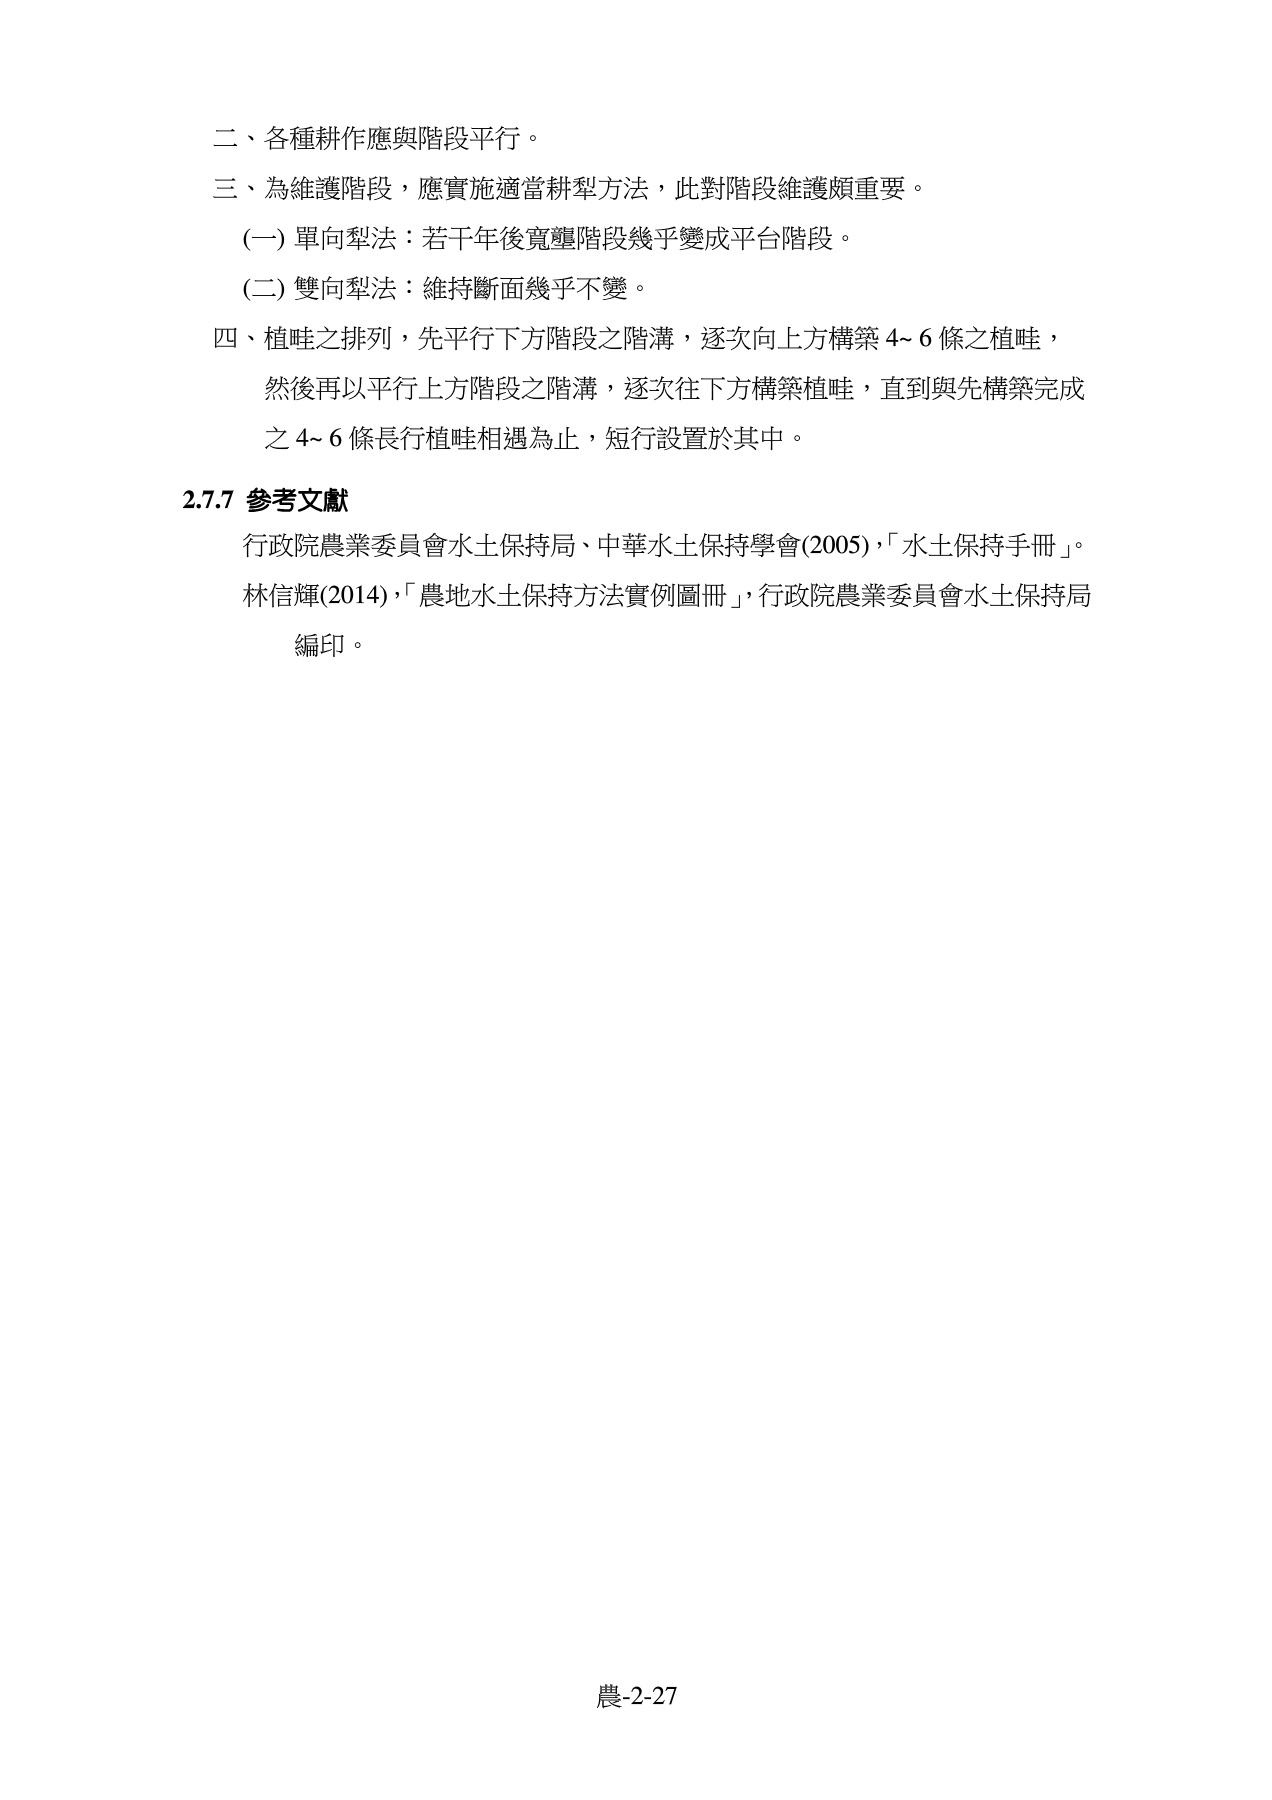 二、各種耕作應與階段平行。
三、為維護階段，應實施適當耕犁方法，此對階段維護頗重要。
(一) 單向犁法：若干年後寬壟階段幾乎變成平台階段。
(二) 雙向犁法：維持斷面幾乎不變。
四、植畦之排列，先平行下方階段之階溝，逐次向上方構築 4~ 6 條之植畦，
然後再以平行上方階段之階溝，逐次往下方構築植畦，直到與先構築完成
之 4~ 6 條長行植畦相遇為止，短行設置於其中。
2.7.7 參考文獻
行政院農業委員會水土保持局、中華水土保持學會(2005)，「水土保持手冊」。
林信輝(2014)，「農地水土保持方法實例圖冊」，行政院農業委員會水土保持局
編印。
農-2-27